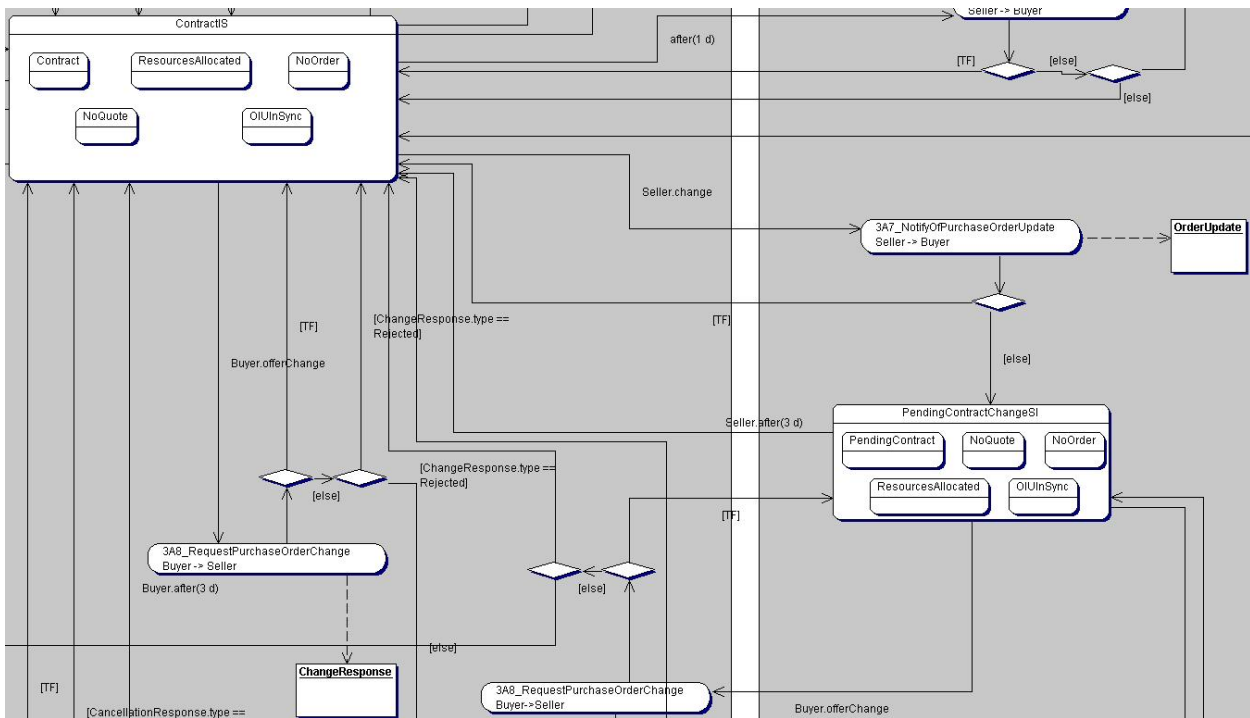 ContractIS
Seller -> Buyer
after(1 d)
[TF]
[else]
[else]
Contract
ResourcesAllocated
NoOrder
NoQuote
OIUInSync
Seller.change
3A7_NotifyOfPurchaseOrderUpdate
Seller -> Buyer
OrderUpdate
[TF]
[ChangeResponse.type ==
Rejected]
[TF]
[else]
Buyer.offerChange
PendingContractChangeSI
Seller.after(3 d)
PendingContract
NoQuote
NoOrder
ResourcesAllocated
OIUInSync
[ChangeResponse.type ==
Rejected]
[else]
[TF]
3A8_RequestPurchaseOrderChange
Buyer -> Seller
Buyer.after(3 d)
[else]
[else]
ChangeResponse
[TF]
3A8_RequestPurchaseOrderChange
Buyer->Seller
[CancellationResponse.type ==
Buyer.offerChange